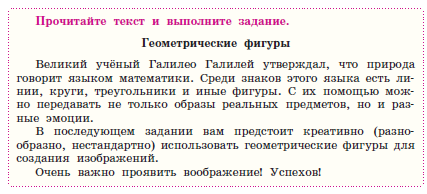 Прочитайте текст и выполните задание.
Геометрические фигуры
Великий учёный Галилео Галилей утверждал, что природа
говорит языком математики. Среди знаков этого языка есть ли-
нии, круги, треугольники и иные фигуры. С их помощью мож-
но передавать не только образы реальных предметов, но и раз-
ные эмоции.
В последующем задании вам предстоит креативно (разно-
образно, нестандартно) использовать геометрические фигуры для
создания изображений.
Очень важно проявить воображение! Успехов!